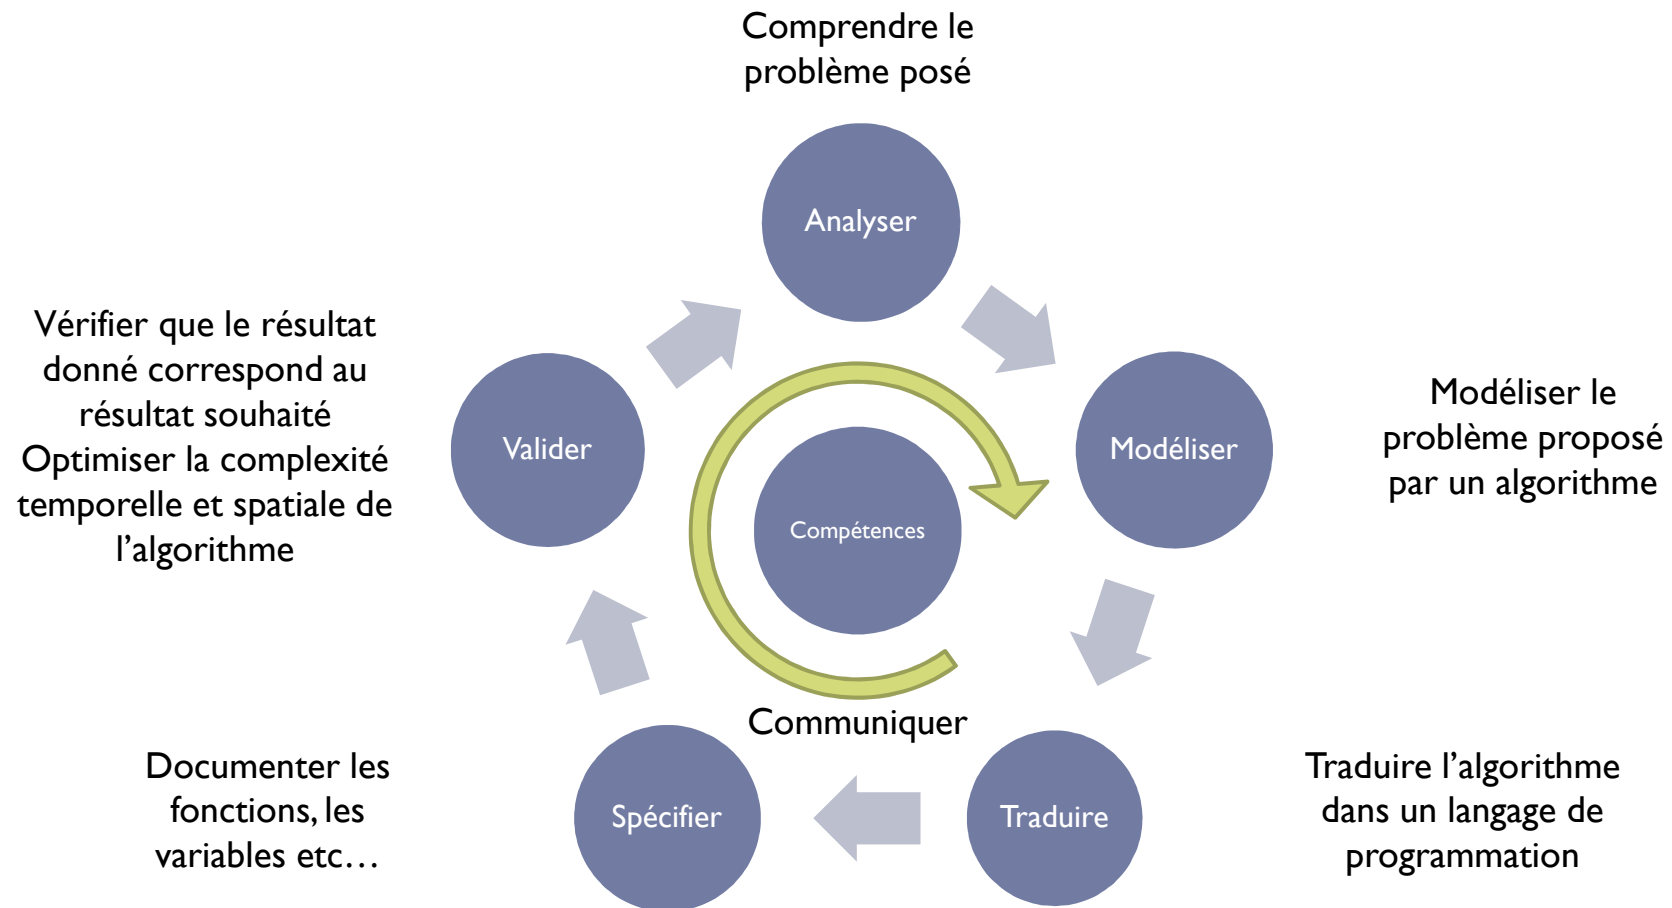 Comprendre le
problème posé
Analyser
Modéliser
Modéliser le
problème proposé
par un algorithme
Traduire
Traduire l’algorithme
dans un langage de
programmation
Spécifier
Documenter les
fonctions, les
variables etc…
Valider
Vérifier que le résultat
donné correspond au
résultat souhaité
Optimiser la complexité
temporelle et spatiale de
l’algorithme
Compétences
Communiquer